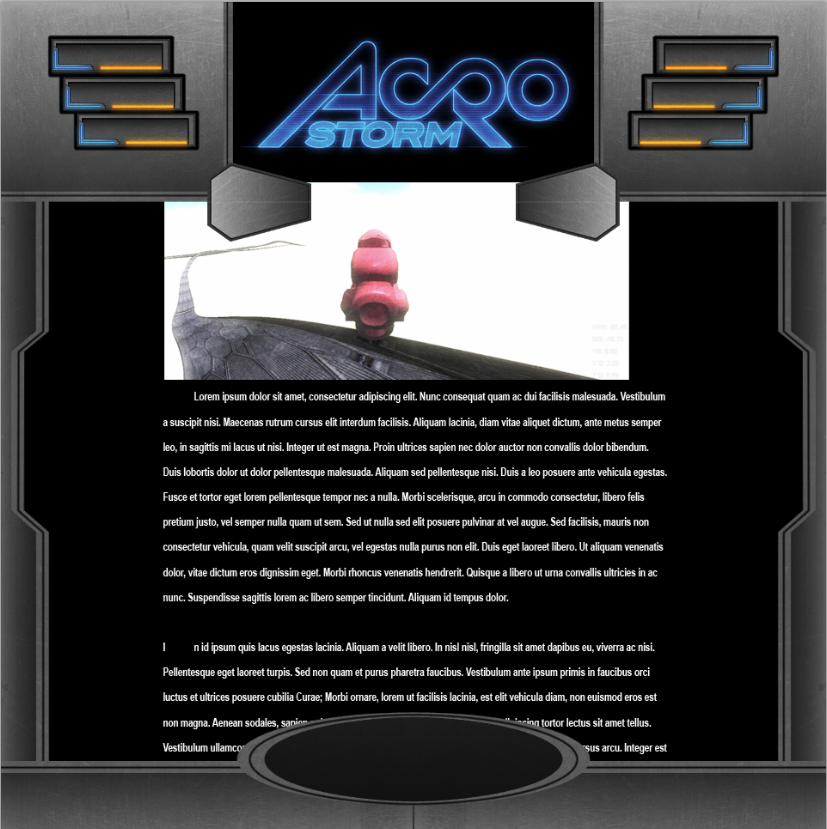 ACRO
STORM
Lorem ipsum dolor sit amet, consectetur adipiscing elit. Nunc consequat quam ac dui facilisis malesuada. Vestibulum
a suscipit nisi. Maecenas rutrum cursus elit interdum facilisis. Aliquam lacinia, diam vitae aliquet dictum, ante metus semper
leo, in sagittis mi lacus ut nisi. Integer ut est magna. Proin ultrices sapien nec dolor auctor non convallis dolor bibendum.
Duis lobortis dolor ut dolor pellentesque malesuada. Aliquam sed pellentesque nisi. Duis a leo posuere ante vehicula egestas.
Fusce et tortor eget lorem pellentesque tempor nec a nulla. Morbi scelerisque, arcu in commodo consectetur, libero felis
pretium justo, vel semper nulla quam ut sem. Sed ut nulla sed elit posuere pulvinar at vel augue. Sed facilisis, mauris non
consectetur vehicula, quam velit suscipit arcu, vel egestas nulla purus non elit. Duis eget laoreet libero. Ut aliquam venenatis
dolor, vitae dictum eros dignissim eget. Morbi rhoncus venenatis hendrerit. Quisque a libero ut urna convallis ultricies in ac
nunc. Suspendisse sagittis lorem ac libero semper tincidunt. Aliquam id tempus dolor.
I n id ipsum quis lacus egestas lacinia. Aliquam a velit libero. In nisl nisl, fringilla sit amet dapibus eu, viverra ac nisi.
Pellentesque eget laoreet turpis. Sed non quam et purus pharetra faucibus. Vestibulum ante ipsum primis in faucibus orci
luctus et ultrices posuere cubilia Curae; Morbi ornare, lorem ut facilisis lacinia, est elit vehicula diam, non euismod eros est
non magna. Aenean sodales, tortor lectus sit amet tellus.
Vestibulum arcu. Integer est